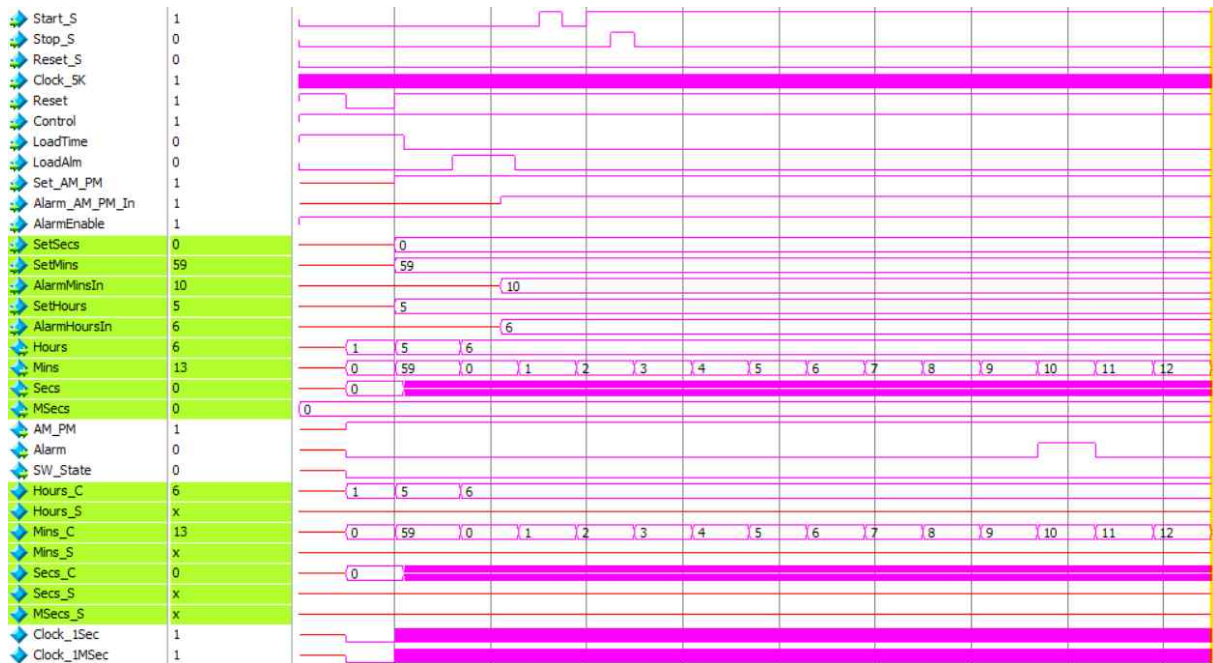 Start_S 1
Stop_S 0
Reset_S 0
Clock_5K 1
Reset 1
Control 1
LoadTime 0
LoadAlm 0
Set_AM_PM 1
Alarm_AM_PM_In 1
AlarmEnable 1
SetSecs 0 0
SetMins 59 59
AlarmMinsIn 10 10
SetHours 5 5
AlarmHoursIn 6 6
Hours 6 1 5 6
Mins 13 0 59 0 1 2 3 4 5 6 7 8 9 10 11 12
Secs 0 0
MSecs 0 0
AM_PM 1
Alarm 0
SW_State 0
Hours_C 6 1 5 6
Hours_S x
Mins_C 13 0 59 0 1 2 3 4 5 6 7 8 9 10 11 12
Mins_S x
Secs_C 0 0
Secs_S x
MSecs_S x
Clock_1Sec 1
Clock_1MSec 1